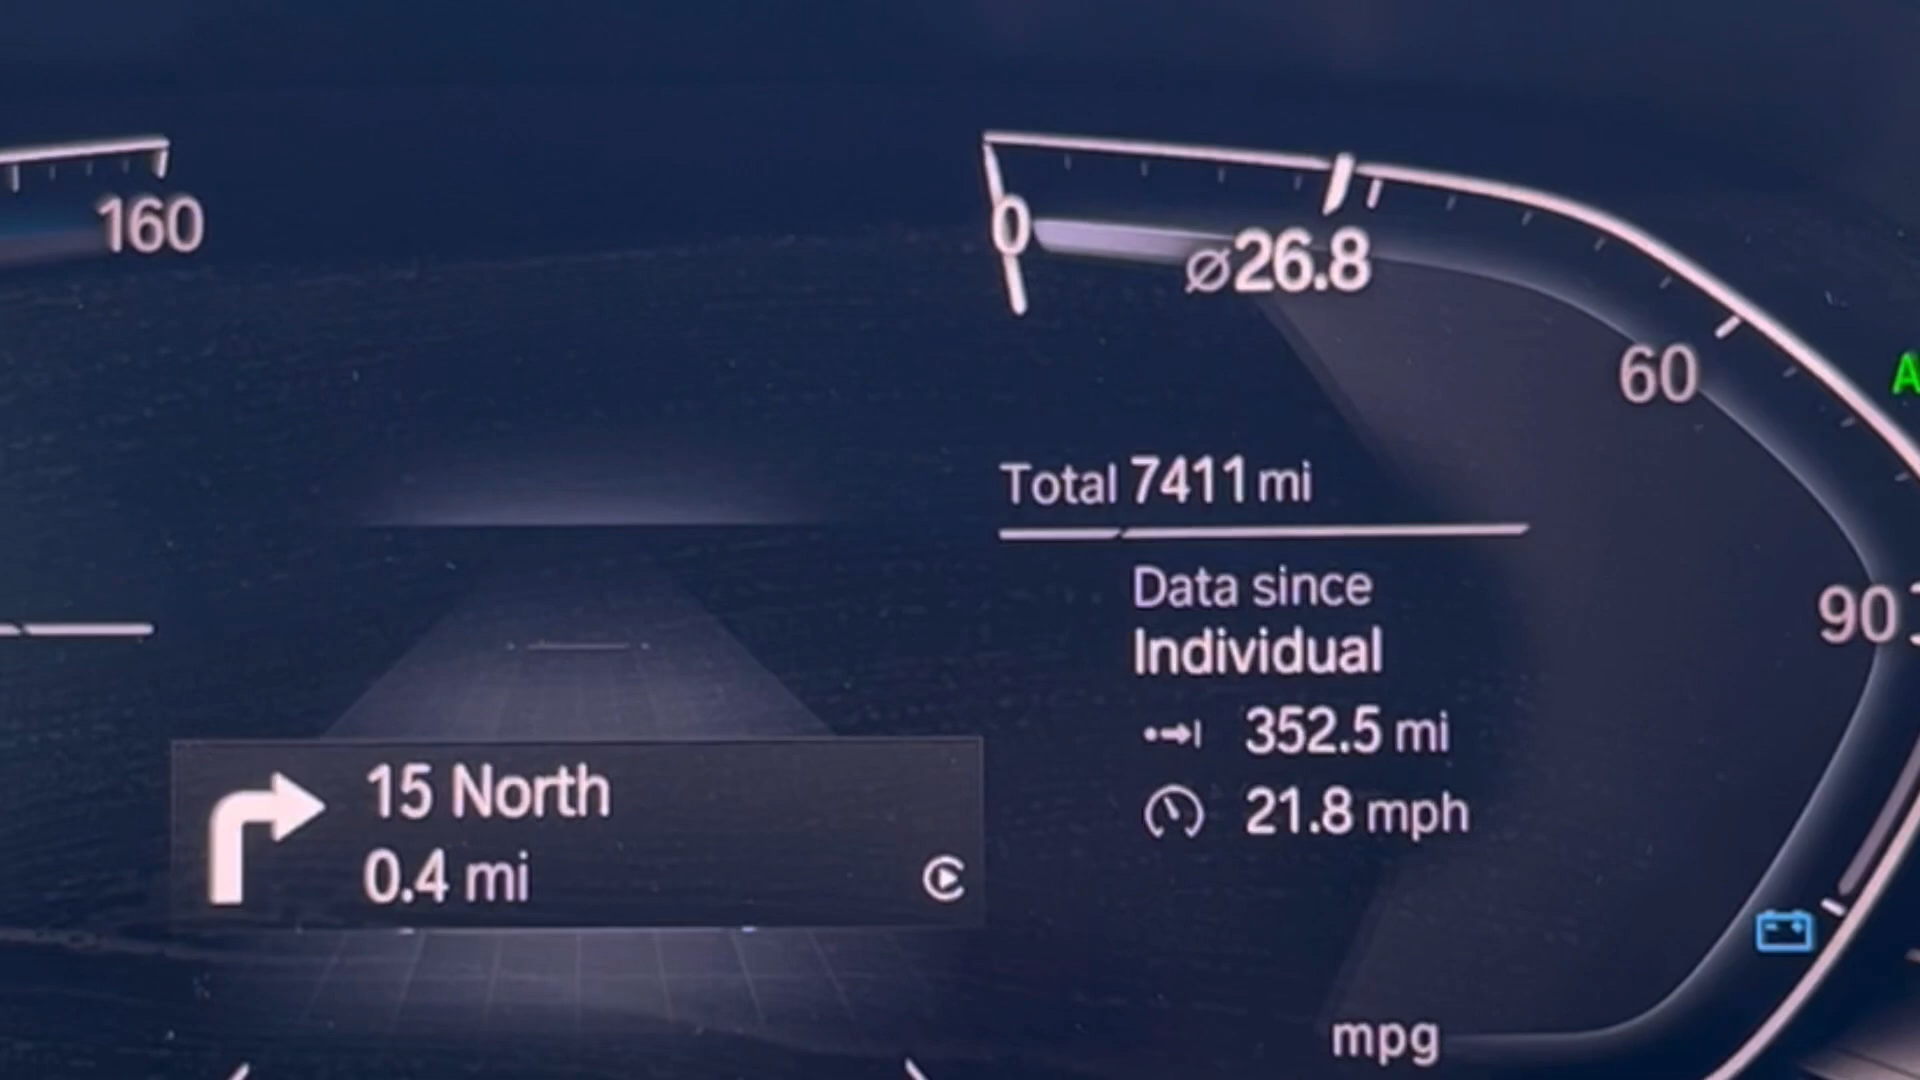 160
0
⌀26.8
60
Total 7411 mi
Data since
Individual
90
352.5 mi
21.8 mph
15 North
0.4 mi
mpg
A